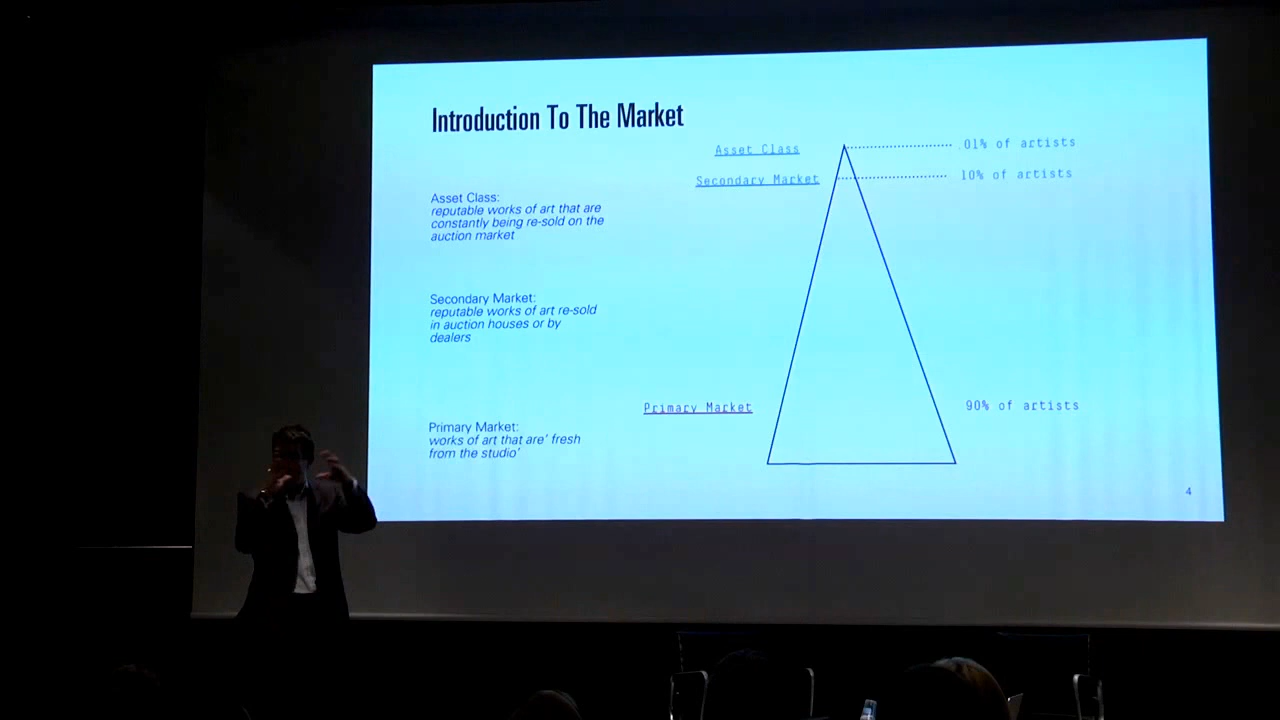 Introduction To The Market
Asset Class:
reputable works of art that are
constantly being re-sold on the
auction market
Secondary Market:
reputable works of art re-sold
in auction houses or by
dealers
Primary Market:
works of art that are' fresh
from the studio'
Asset Class
.01% of artists
Secondary Market
10% of artists
Primary Market
90% of artists
4